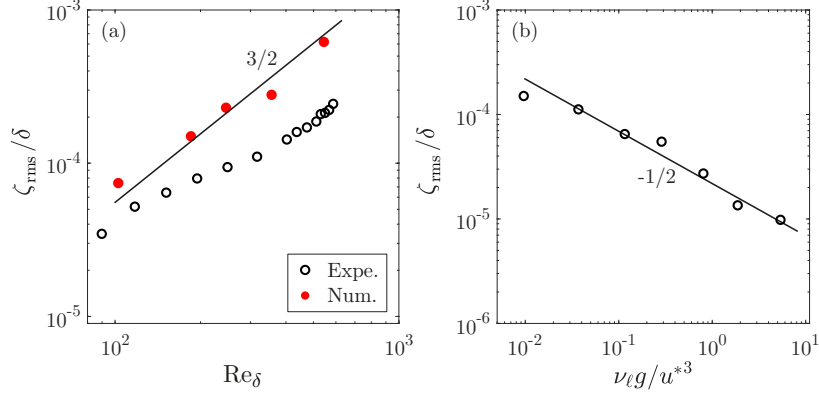 (a)
(b)
10^{-3}
10^{-4}
10^{-5}
ζ_rms/δ
3/2
Expe.
Num.
10^2
10^3
Re_δ
10^{-3}
10^{-4}
10^{-5}
10^{-6}
ζ_rms/δ
-1/2
10^{-2}
10^{-1}
10^0
10^1
ν_ℓ g/u^{*3}